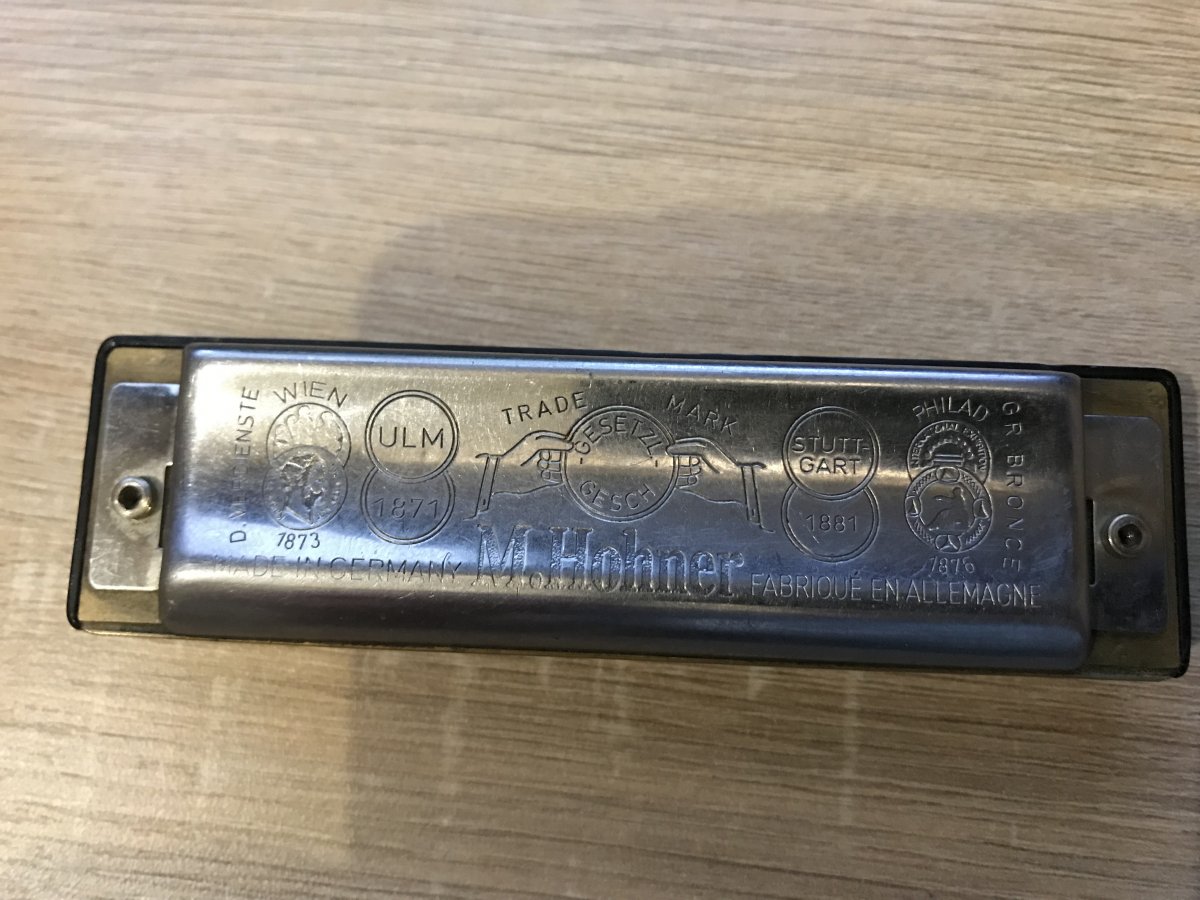 D.M.VERDIENSTE
WIEN
1873
ULM
1871
TRADE MARK
GESETZL.
GESCH
STUTT-
GART
1881
PHILAD
1876
GR BRONCE
MADE IN GERMANY M.Hohner FABRIQUÉ EN ALLEMAGNE